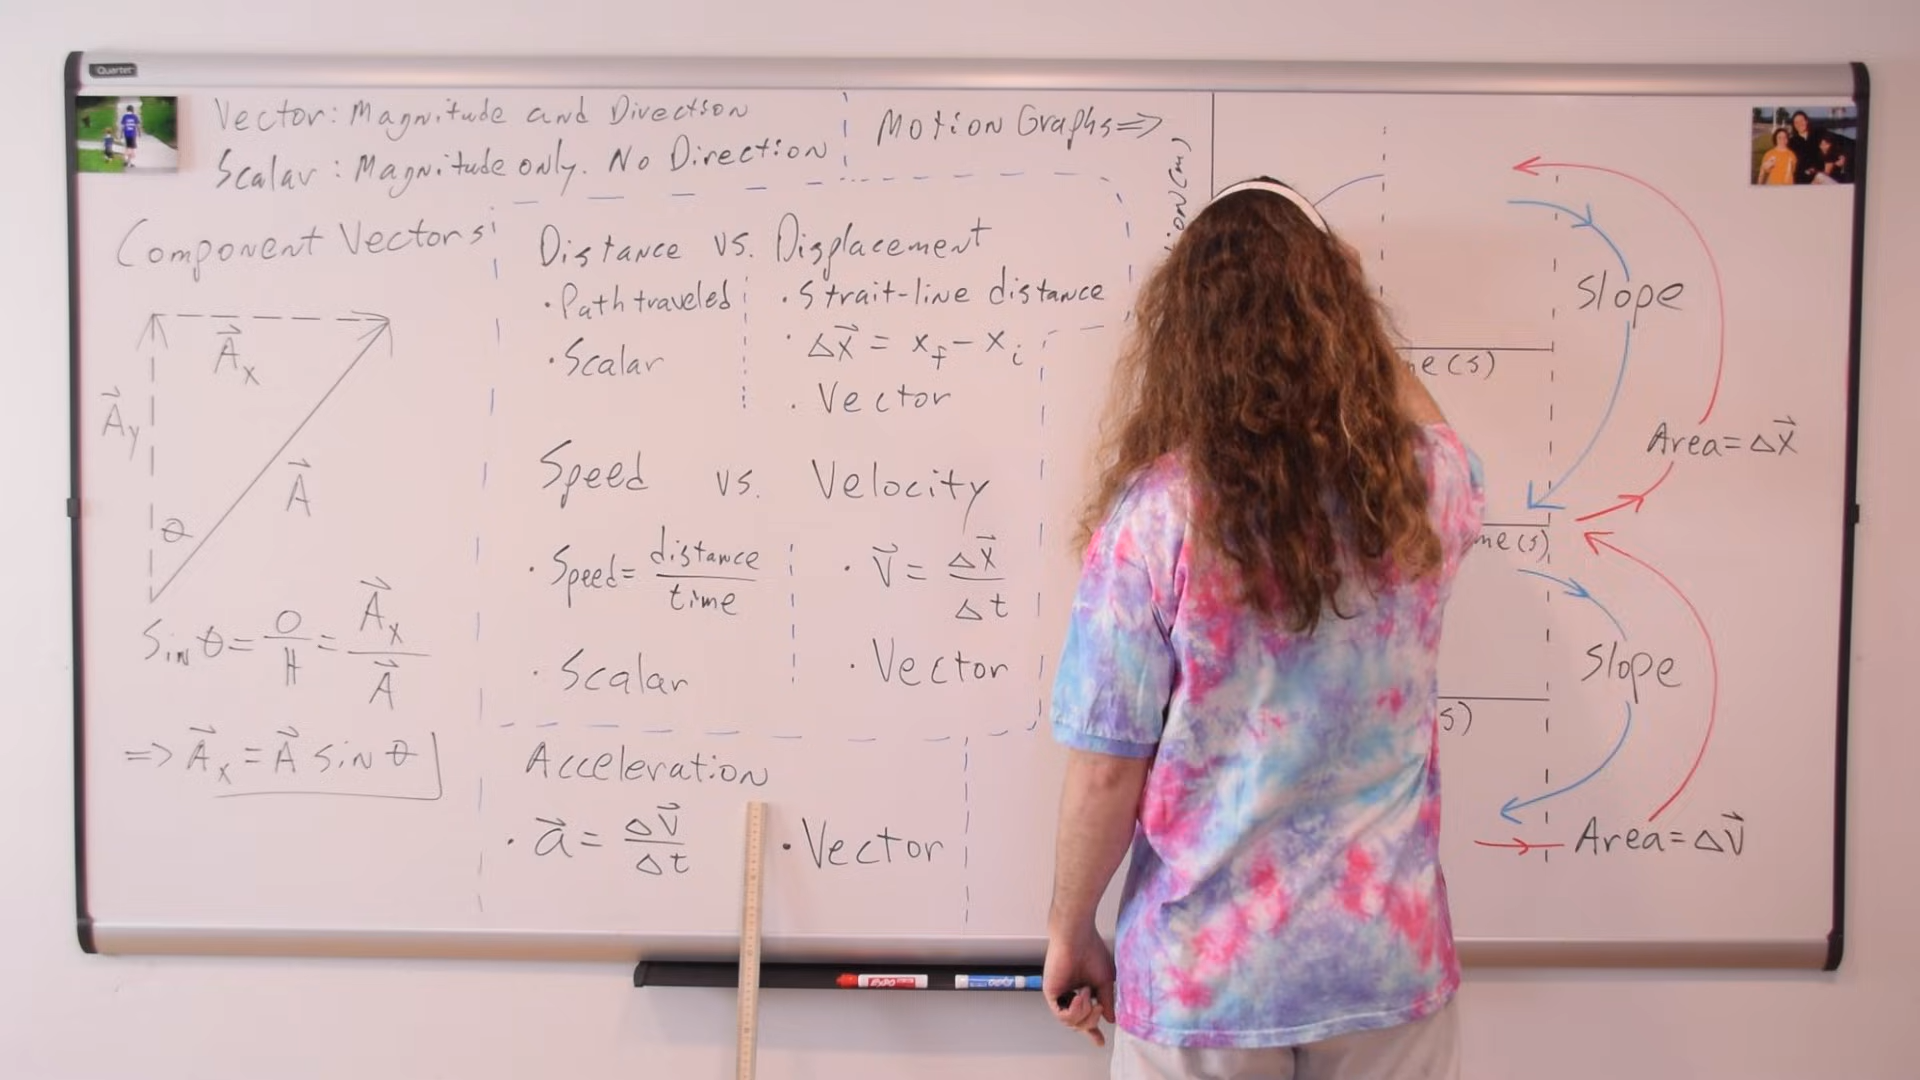 Quartet
Vector: Magnitude and Direction
Scalar: Magnitude only. No Direction
Motion Graphs ⇒
Component Vectors
A⃗x
A⃗y
A⃗
θ
Sin θ = O/H = A⃗x/A⃗
⇒ A⃗x = A⃗ sin θ
Distance vs. Displacement
· Path traveled
· Scalar
· Strait-line distance
· Δx⃗ = xf − xi
· Vector
Speed vs. Velocity
· Speed = distance/time
· Scalar
· V⃗ = Δx⃗/Δt
· Vector
Acceleration
· a⃗ = ΔV⃗/Δt
· Vector
(m)
(s)
(s)
(s)
Slope
Area = Δx⃗
Slope
Area = ΔV⃗
EXPO